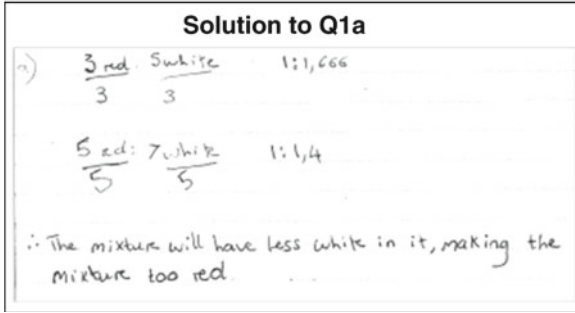 Solution to Q1a
a) 3 red : 5 white 1:1,666
3 3
5 red: 7 white 1:1,4
5 5
∴ The mixture will have less white in it, making the
mixture too red.